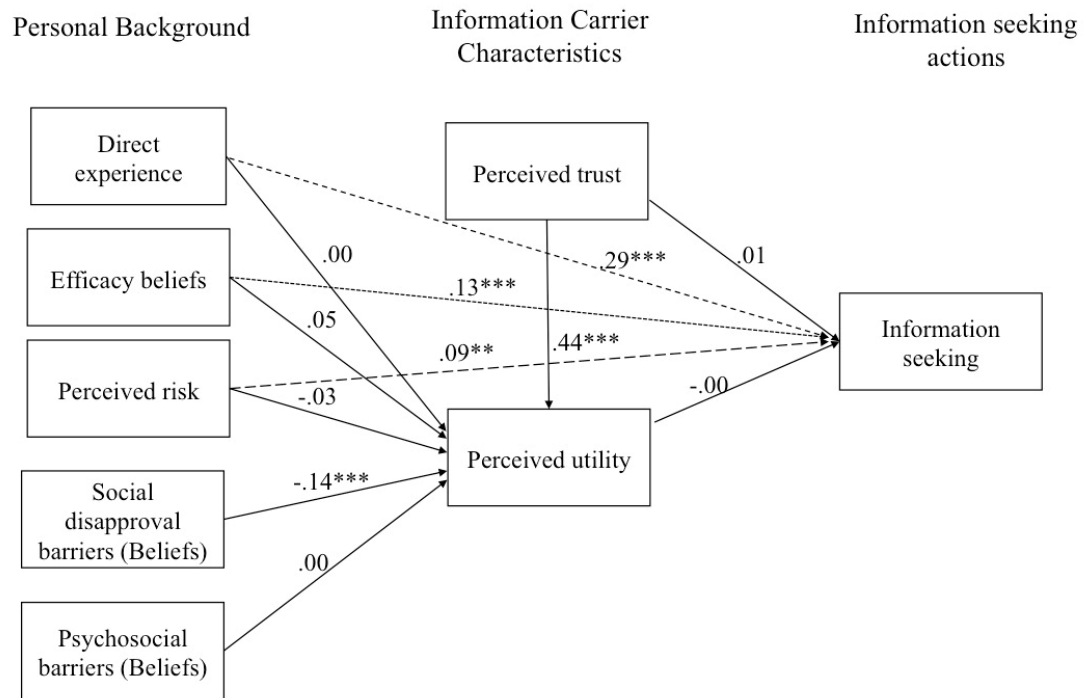 Personal Background
Information Carrier
Characteristics
Information seeking
actions
Direct
experience
Perceived trust
.00
.29***
.01
Efficacy beliefs
.13***
.05
Information
seeking
Perceived risk
.09**
.44***
-.03
-.00
Perceived utility
Social
disapproval
barriers (Beliefs)
-.14***
.00
Psychosocial
barriers (Beliefs)